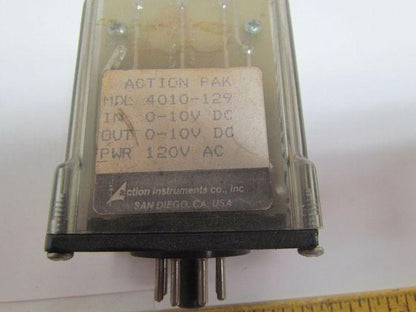 ACTION PAK
MDL 4010-129
IN 0-10V DC
OUT 0-10V DC
PWR 120V AC
Action Instruments co., inc
SAN DIEGO, CA, USA